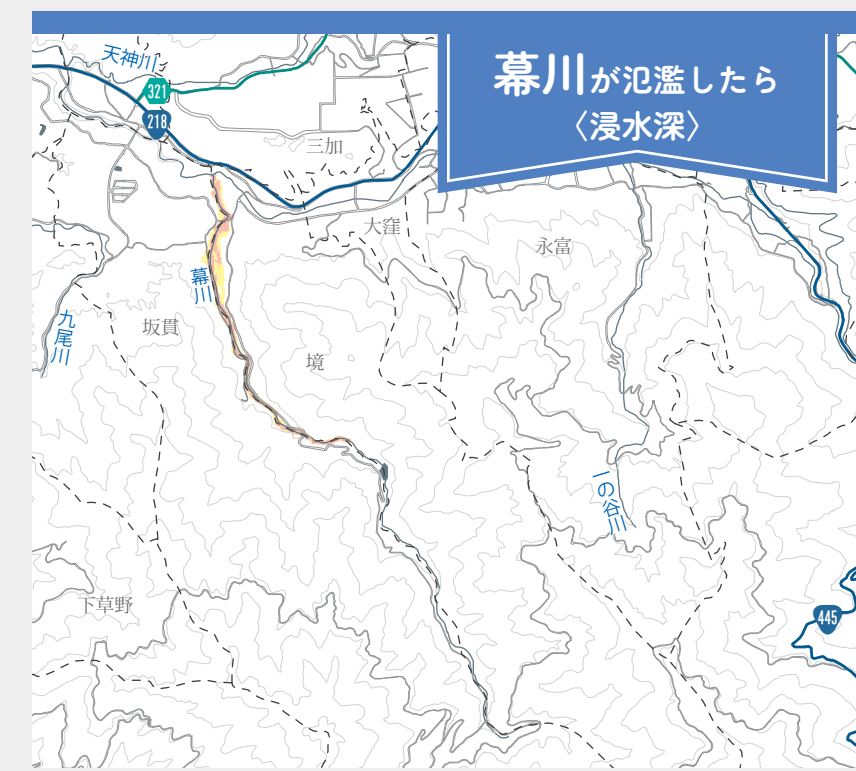 幕川が氾濫したら
〈浸水深〉
天神川
321
218
三加
大窪
永富
幕川
九尾川
坂貫
境
一の谷川
下草野
445